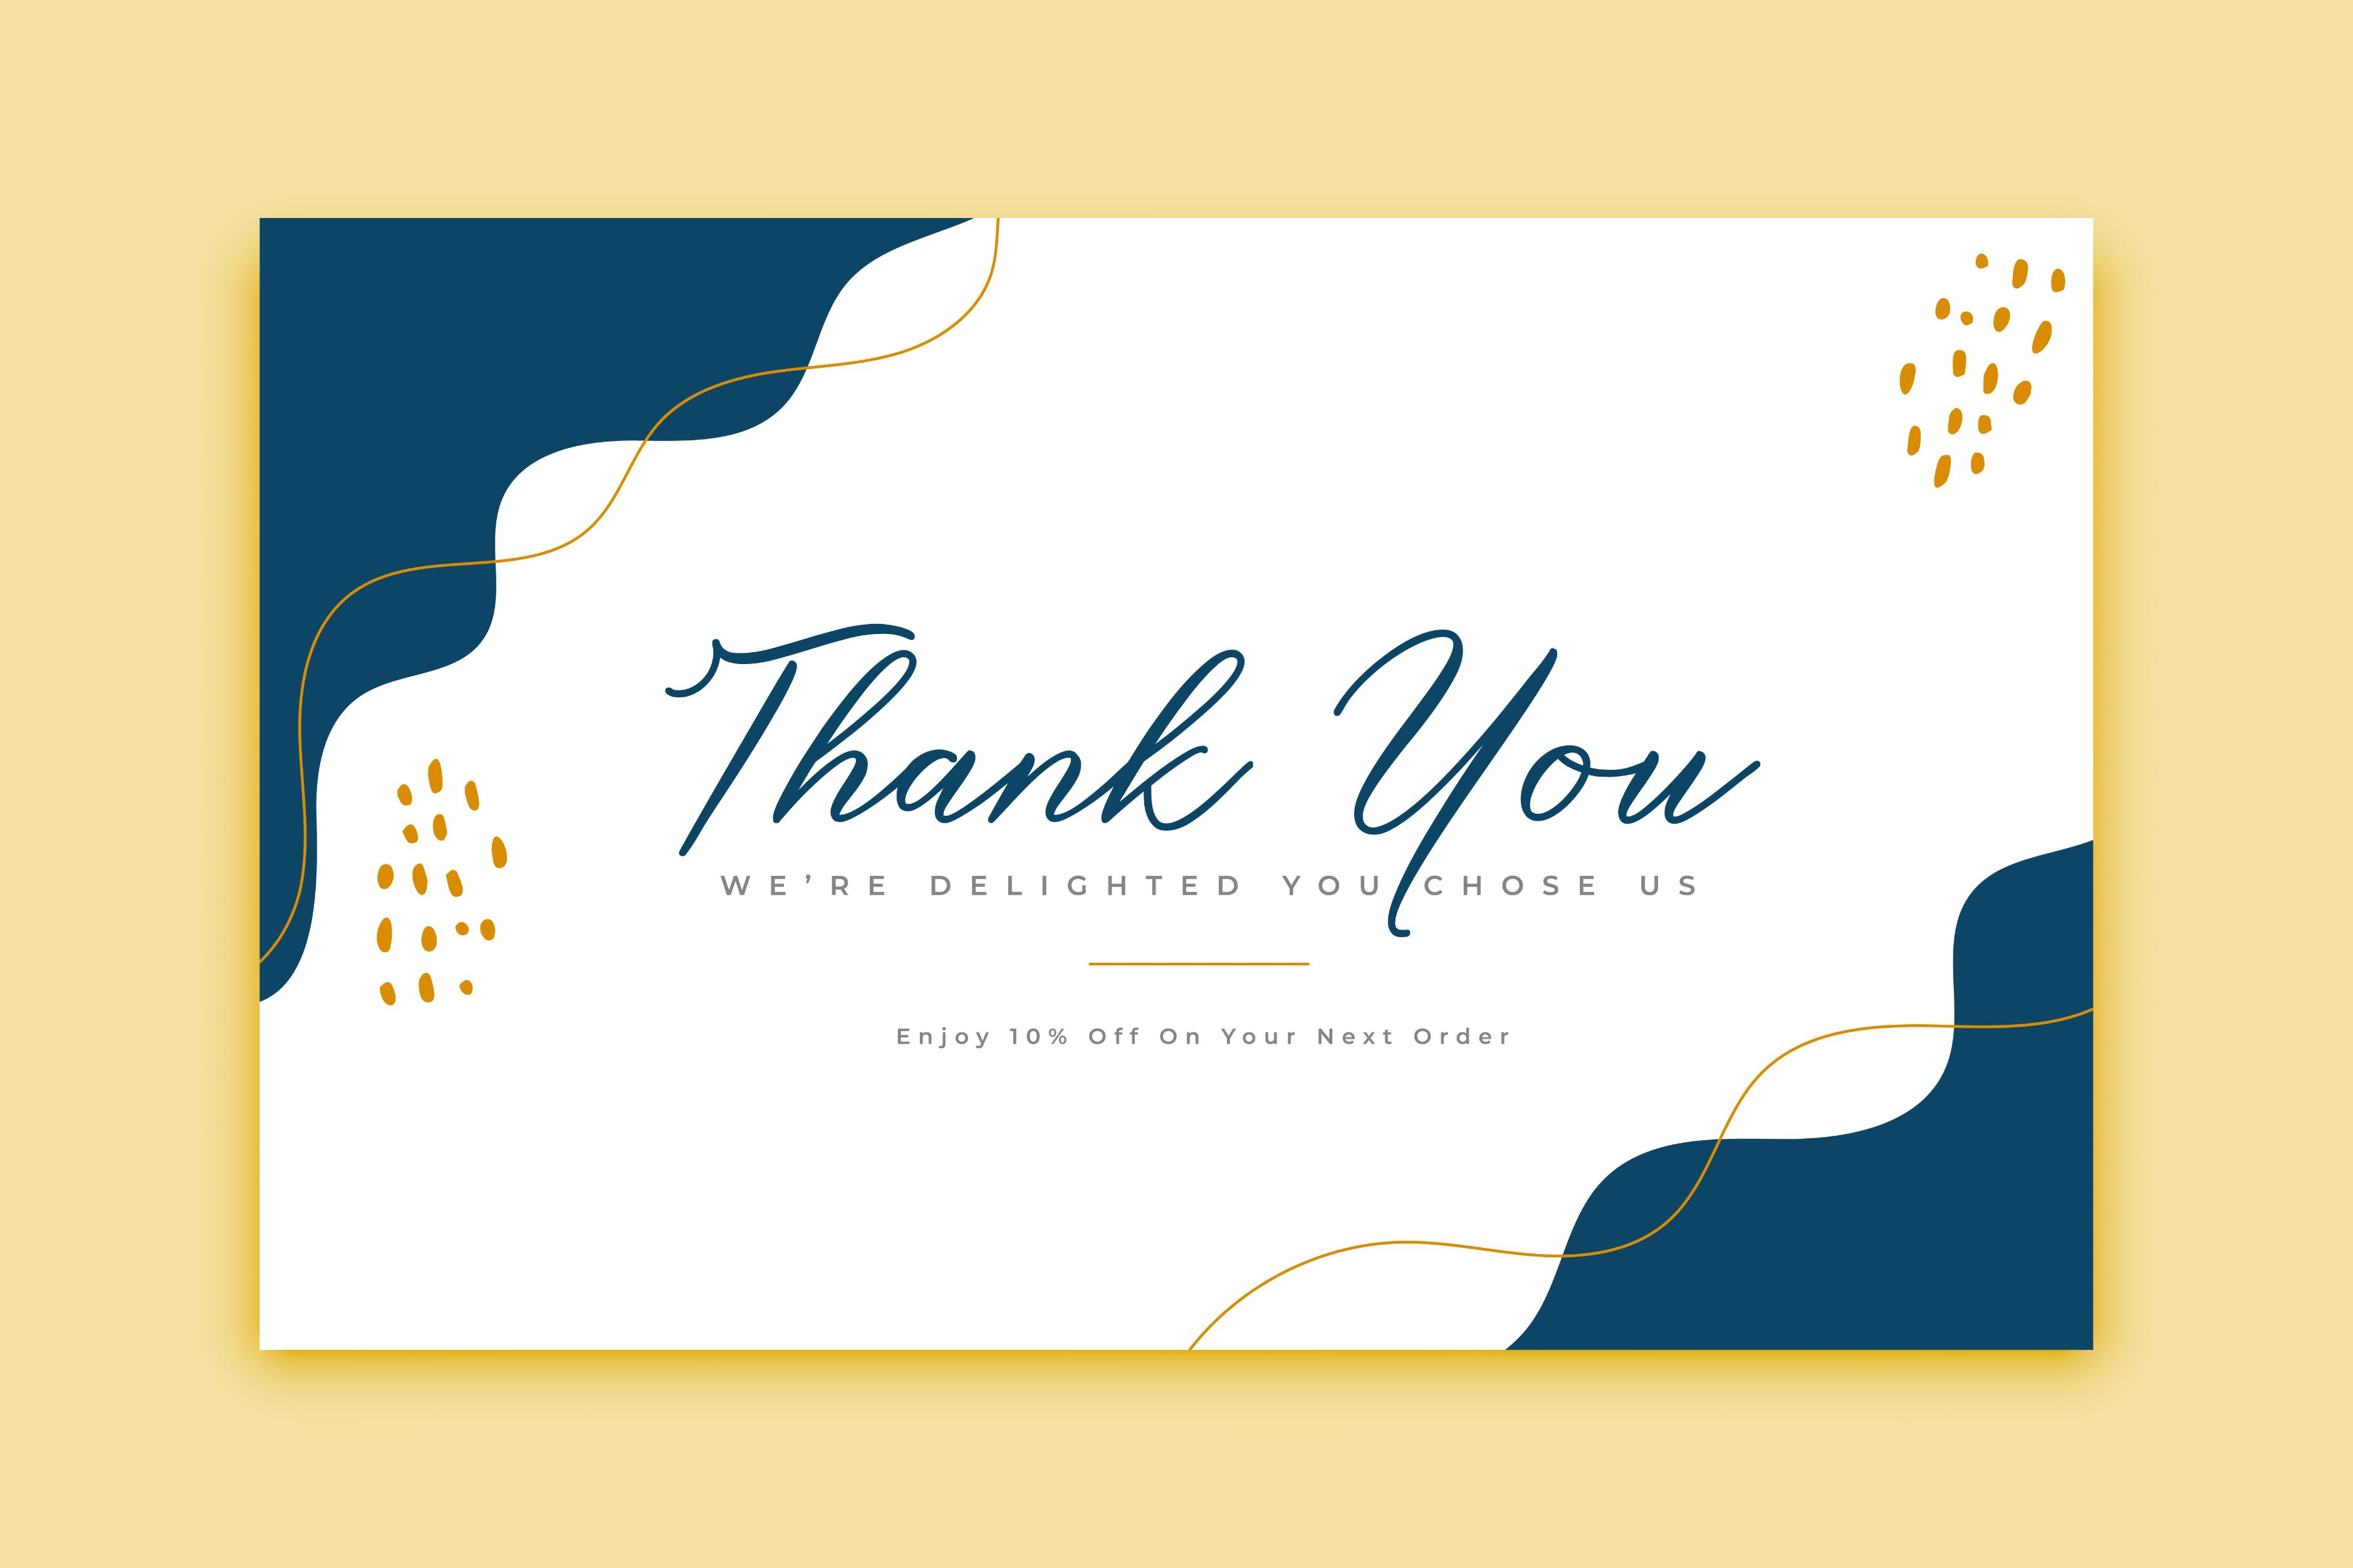 Thank You
WE’RE DELIGHTED YOU CHOSE US
Enjoy 10% Off On Your Next Order